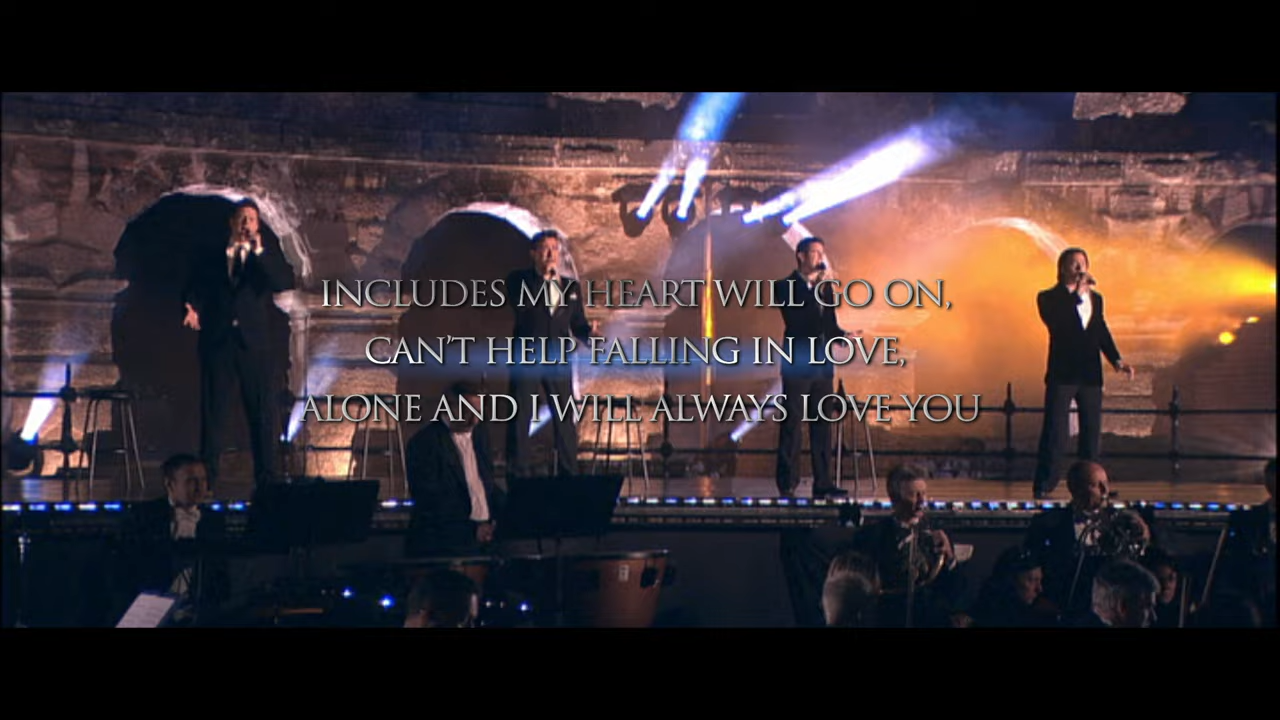 INCLUDES MY HEART WILL GO ON,
CAN'T HELP FALLING IN LOVE,
ALONE AND I WILL ALWAYS LOVE YOU